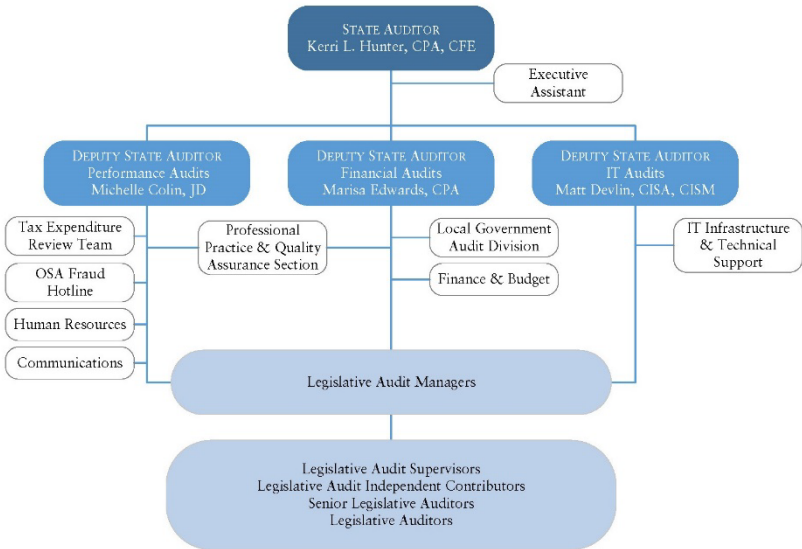 STATE AUDITOR
Kerri L. Hunter, CPA, CFE
Executive
Assistant
DEPUTY STATE AUDITOR
Performance Audits
Michelle Colin, JD
DEPUTY STATE AUDITOR
Financial Audits
Marisa Edwards, CPA
DEPUTY STATE AUDITOR
IT Audits
Matt Devlin, CISA, CISM
Tax Expenditure
Review Team
OSA Fraud
Hotline
Human Resources
Communications
Professional
Practice & Quality
Assurance Section
Local Government
Audit Division
Finance & Budget
IT Infrastructure
& Technical
Support
Legislative Audit Managers
Legislative Audit Supervisors
Legislative Audit Independent Contributors
Senior Legislative Auditors
Legislative Auditors